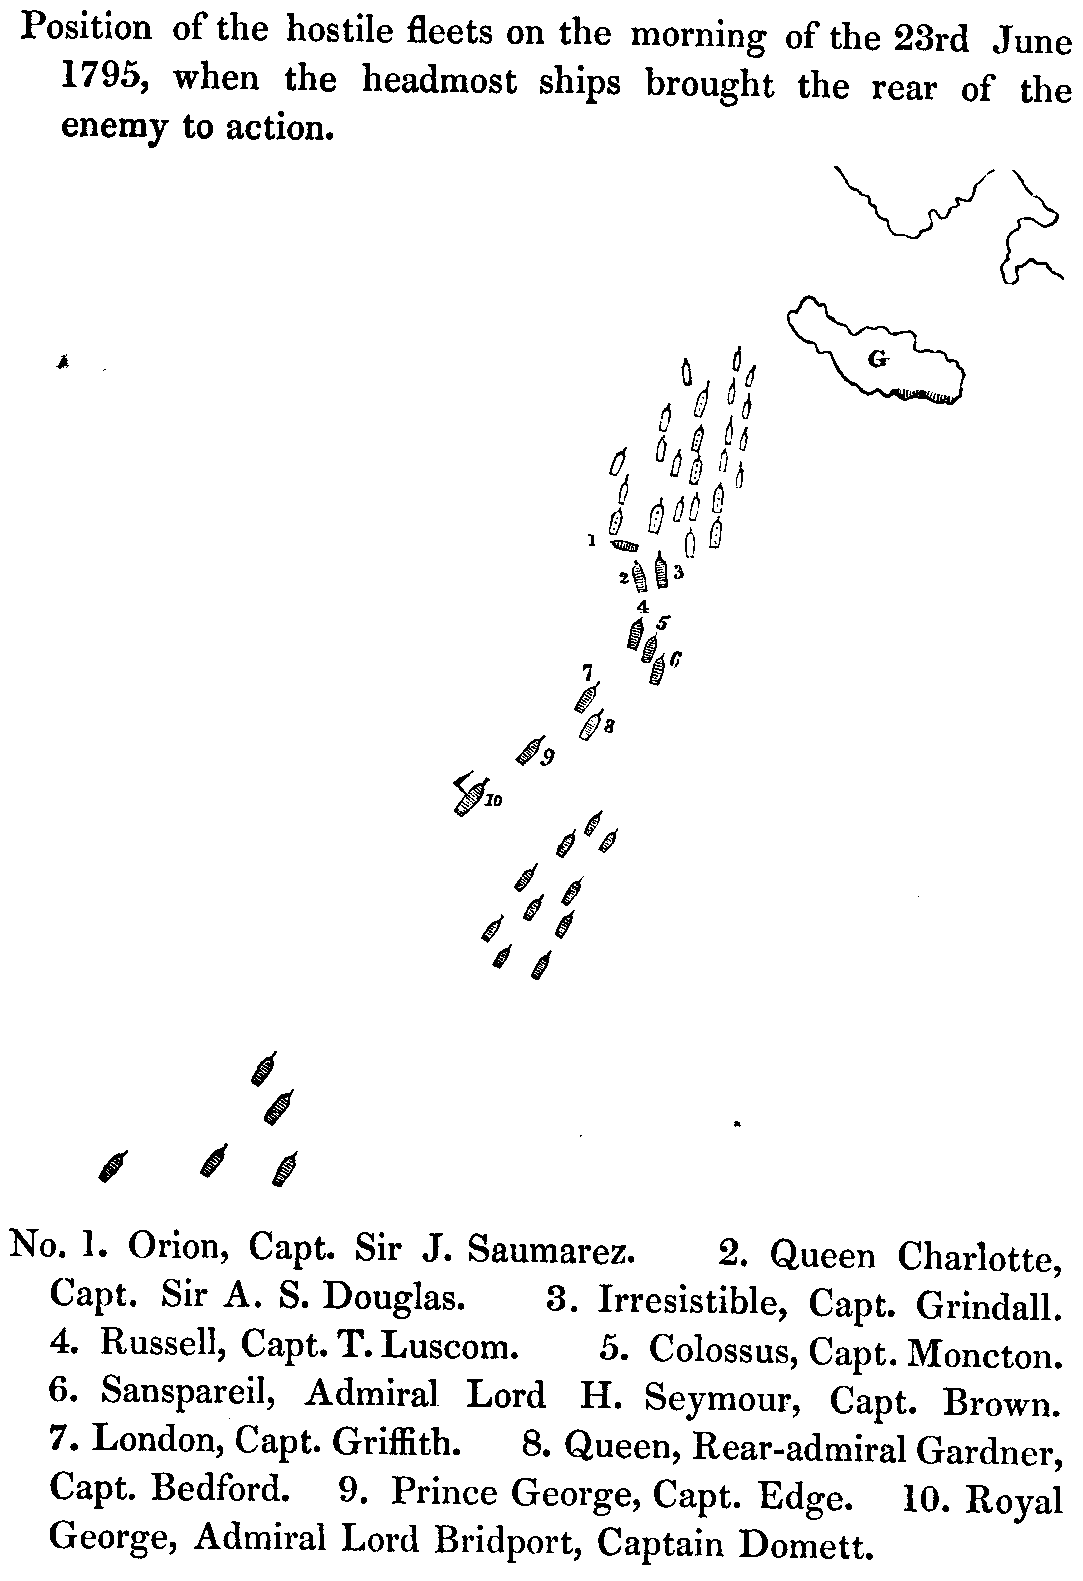 Position of the hostile fleets on the morning of the 23rd June
1795, when the headmost ships brought the rear of the
enemy to action.
G
1
2
3
4
5
6
7
8
9
10
No. 1. Orion, Capt. Sir J. Saumarez. 2. Queen Charlotte,
Capt. Sir A. S. Douglas. 3. Irresistible, Capt. Grindall.
4. Russell, Capt. T. Luscom. 5. Colossus, Capt. Moncton.
6. Sanspareil, Admiral Lord H. Seymour, Capt. Brown.
7. London, Capt. Griffith. 8. Queen, Rear-admiral Gardner,
Capt. Bedford. 9. Prince George, Capt. Edge. 10. Royal
George, Admiral Lord Bridport, Captain Domett.